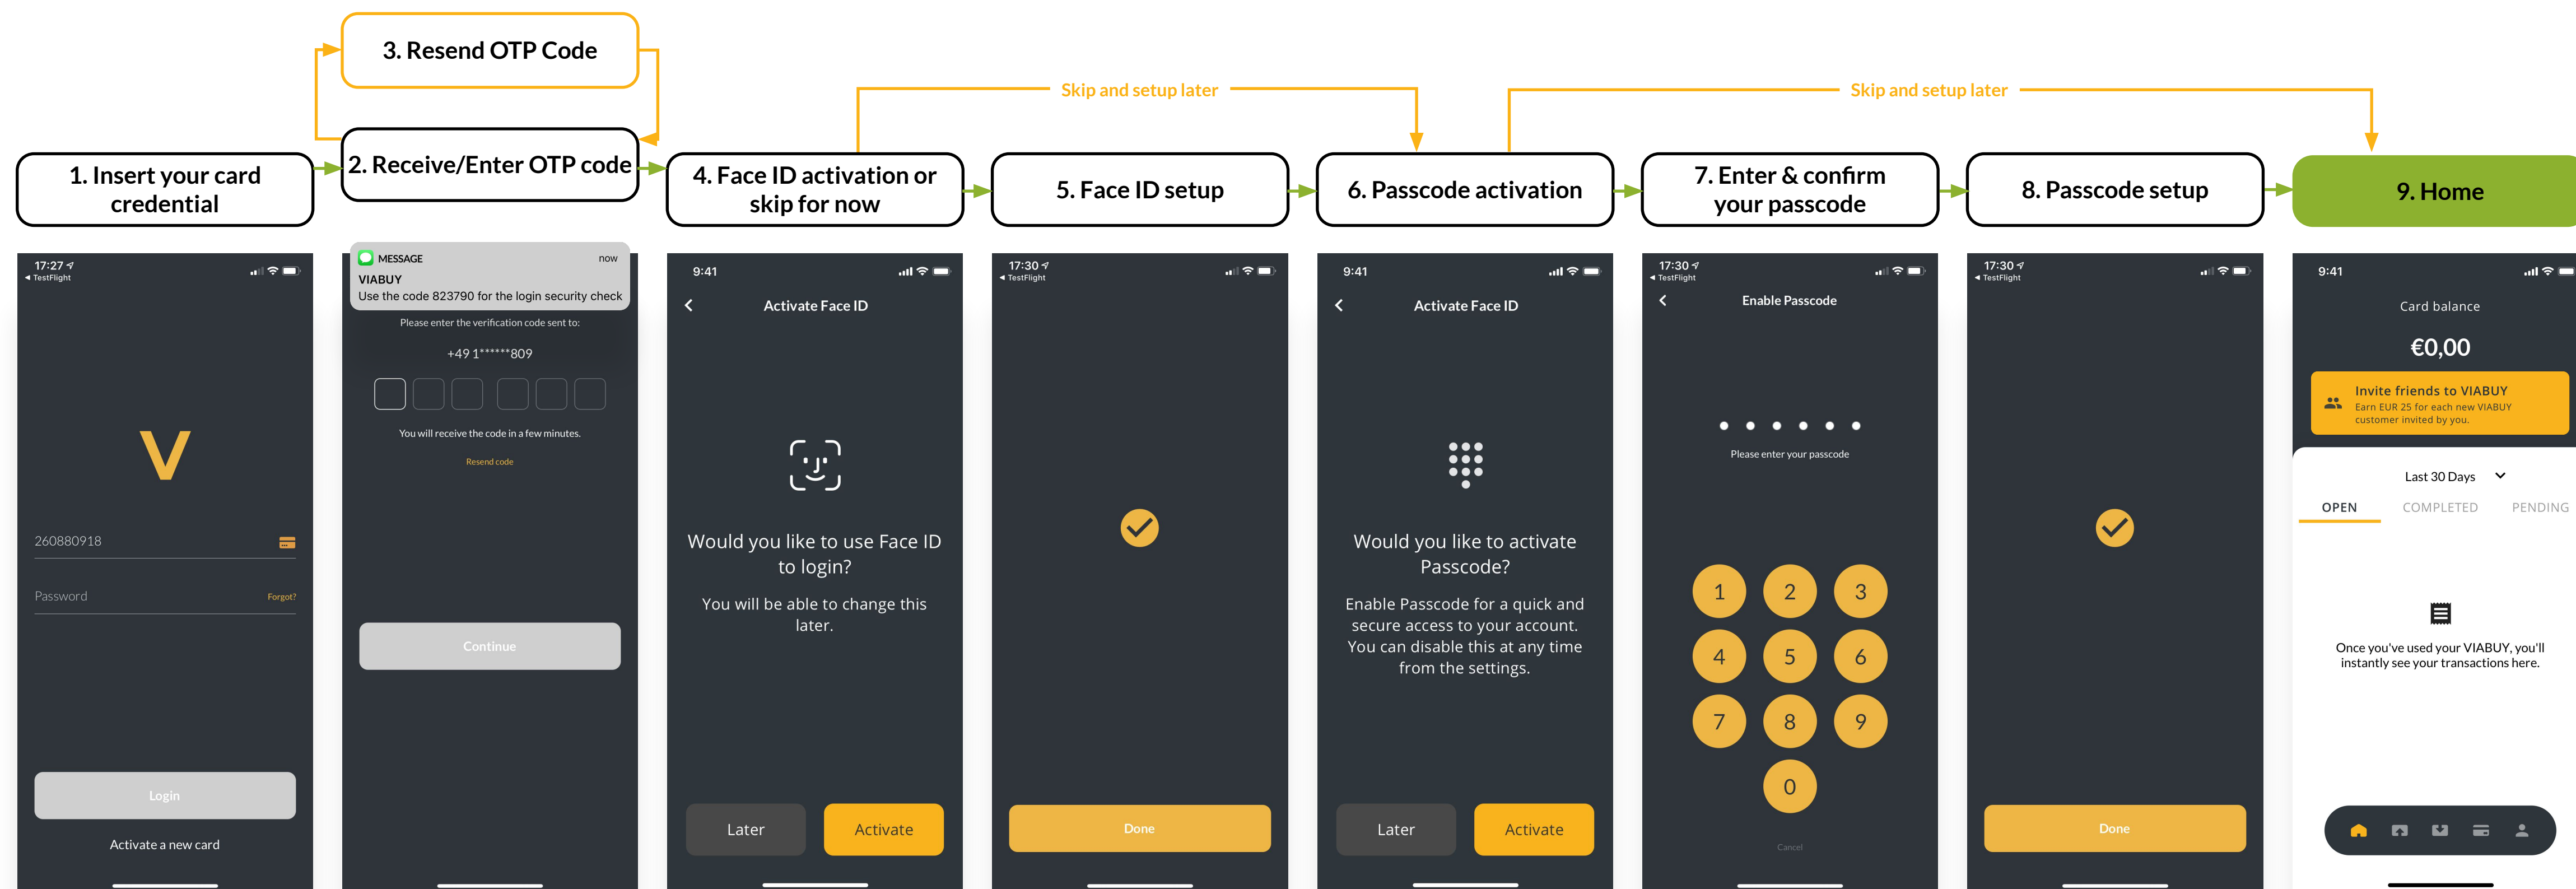 3. Resend OTP Code
Skip and setup later
Skip and setup later
1. Insert your card
credential
2. Receive/Enter OTP code
4. Face ID activation or
skip for now
5. Face ID setup
6. Passcode activation
7. Enter & confirm
your passcode
8. Passcode setup
9. Home
17:27
TestFlight
V
260880918
Password
Forgot?
Login
Activate a new card
MESSAGE
now
VIABUY
Use the code 823790 for the login security check
Please enter the verification code sent to:
+49 1******809
You will receive the code in a few minutes.
Resend code
Continue
9:41
Activate Face ID
Would you like to use Face ID
to login?
You will be able to change this
later.
Later
Activate
17:30
TestFlight
Done
9:41
Activate Face ID
Would you like to activate
Passcode?
Enable Passcode for a quick and
secure access to your account.
You can disable this at any time
from the settings.
Later
Activate
17:30
TestFlight
Enable Passcode
Please enter your passcode
1 2 3
4 5 6
7 8 9
0
Cancel
17:30
TestFlight
Done
9:41
Card balance
€0,00
Invite friends to VIABUY
Earn EUR 25 for each new VIABUY
customer invited by you.
Last 30 Days
OPEN COMPLETED PENDING
Once you've used your VIABUY, you'll
instantly see your transactions here.